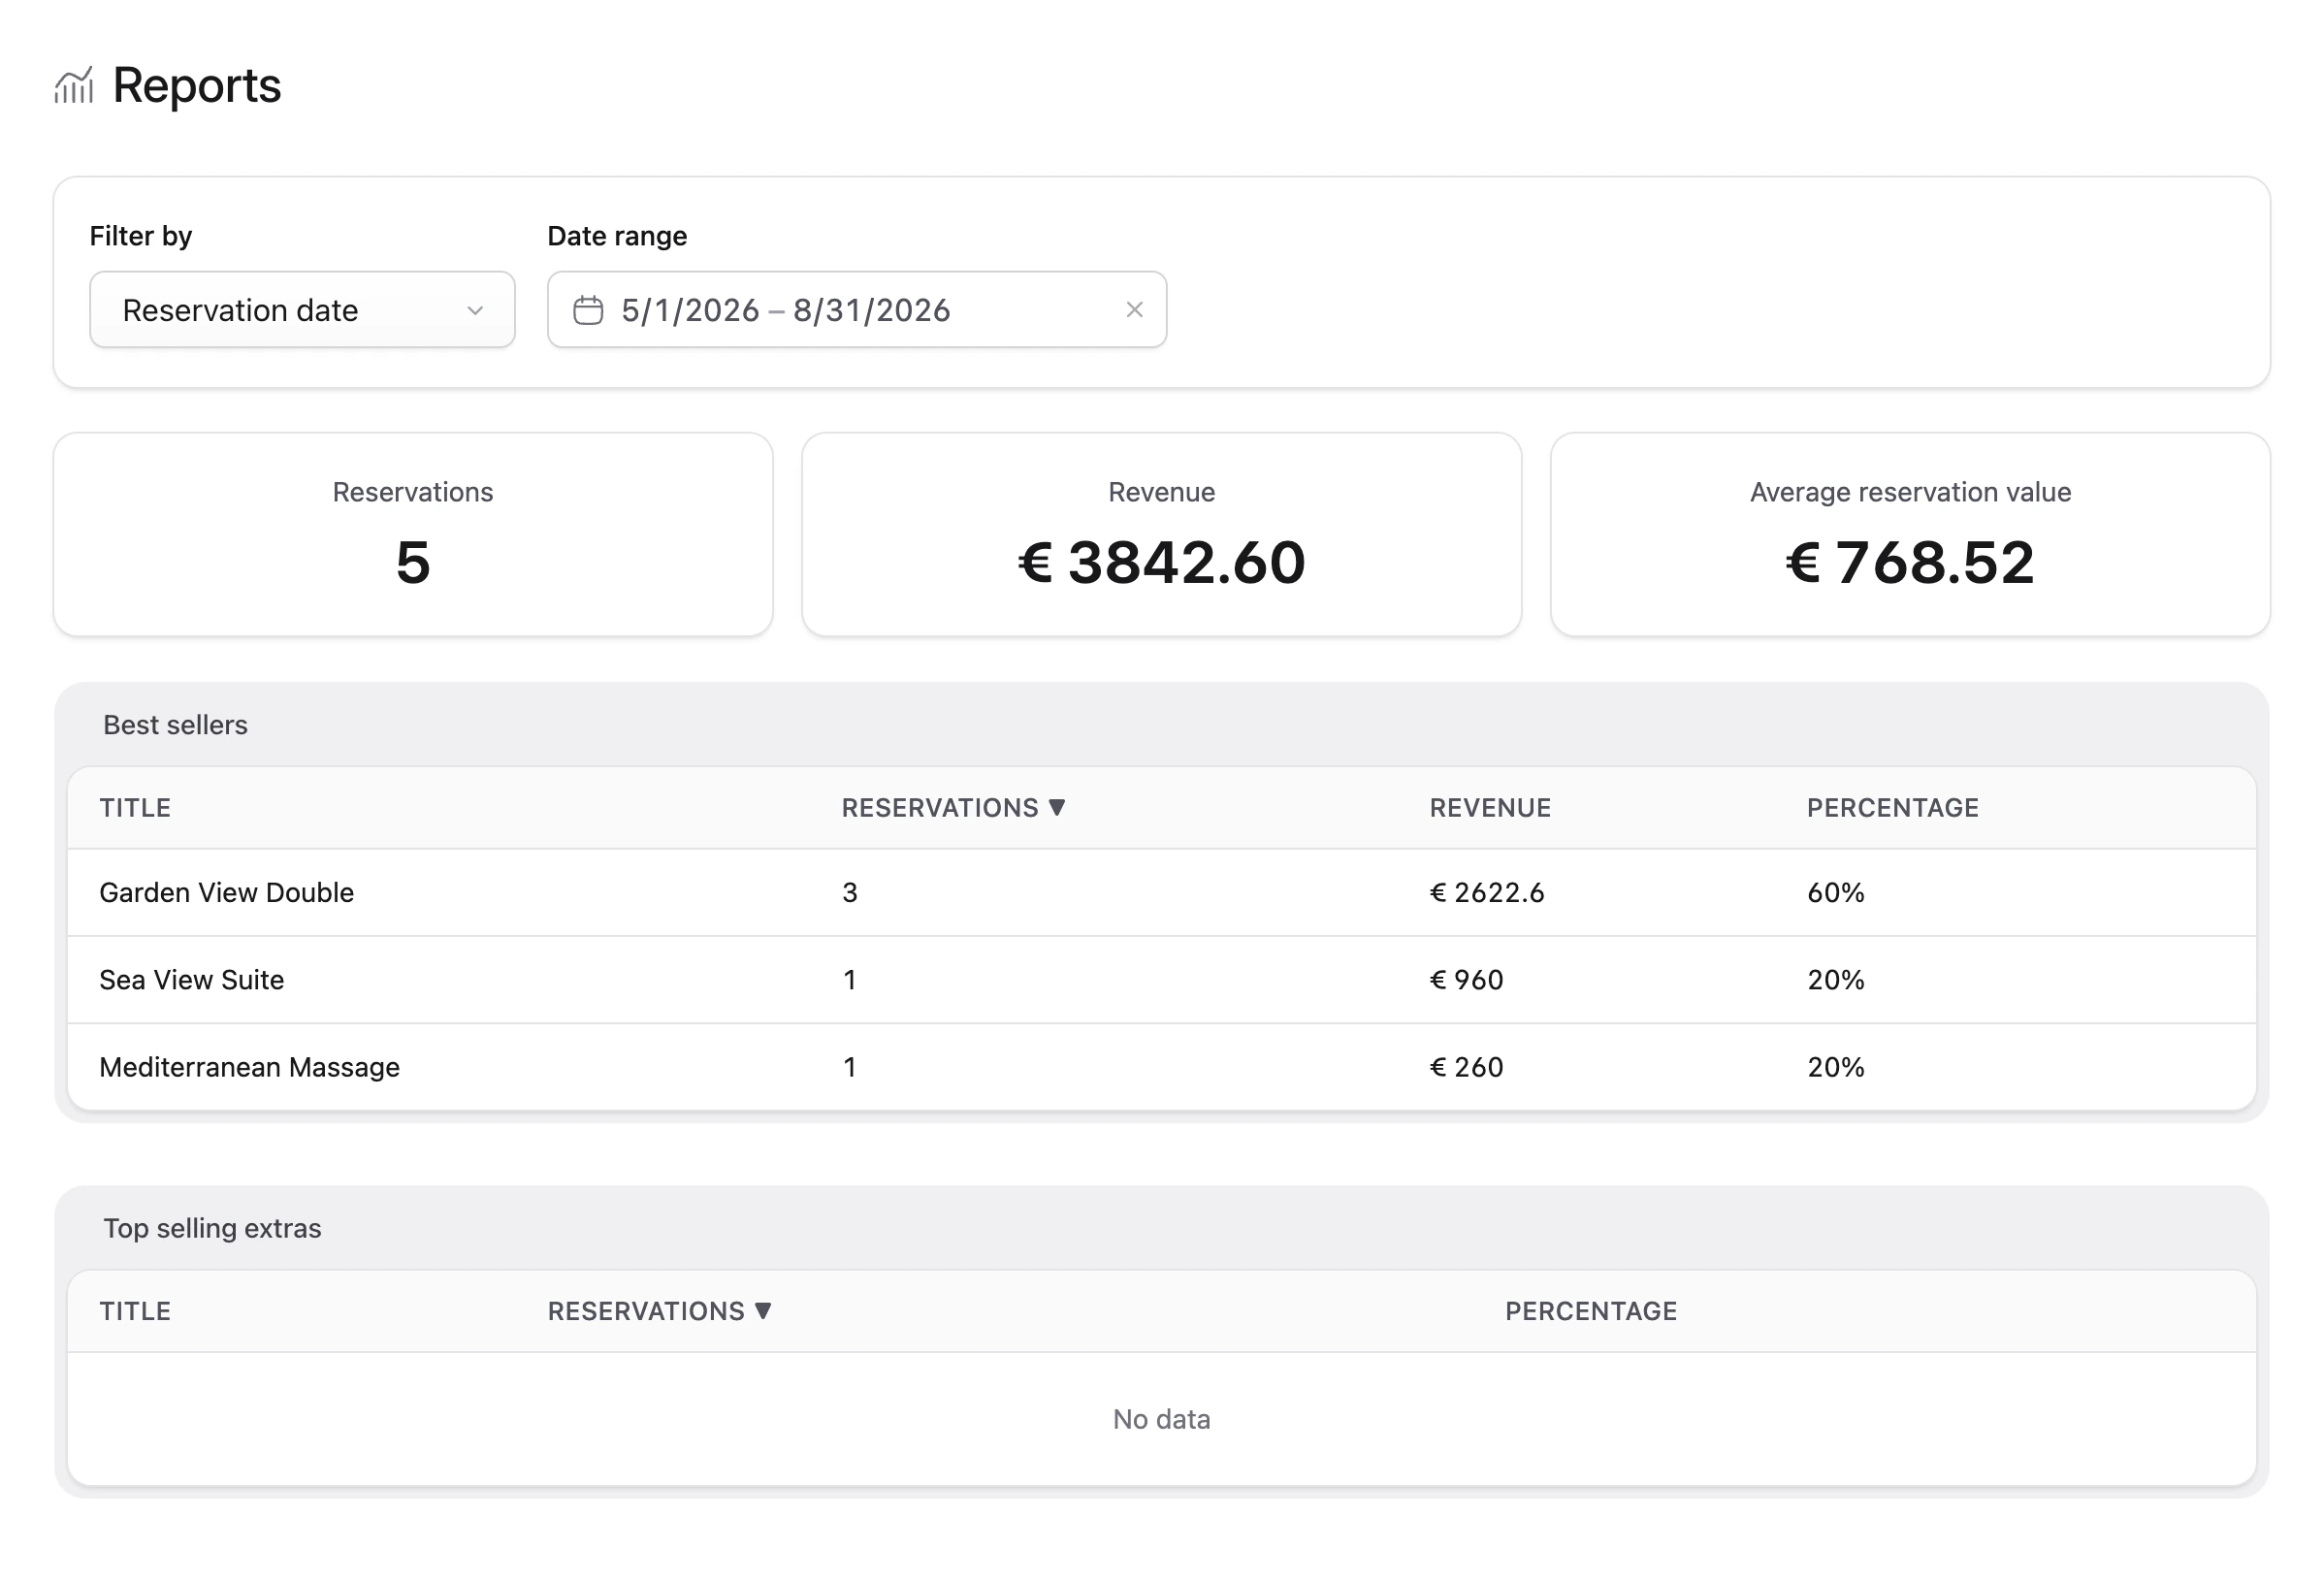 Reports
Filter by Date range
Reservation date 5/1/2026 – 8/31/2026
Reservations Revenue Average reservation value
5 € 3842.60 € 768.52
Best sellers
TITLE RESERVATIONS ▼ REVENUE PERCENTAGE
Garden View Double 3 € 2622.6 60%
Sea View Suite 1 € 960 20%
Mediterranean Massage 1 € 260 20%
Top selling extras
TITLE RESERVATIONS ▼ PERCENTAGE
No data